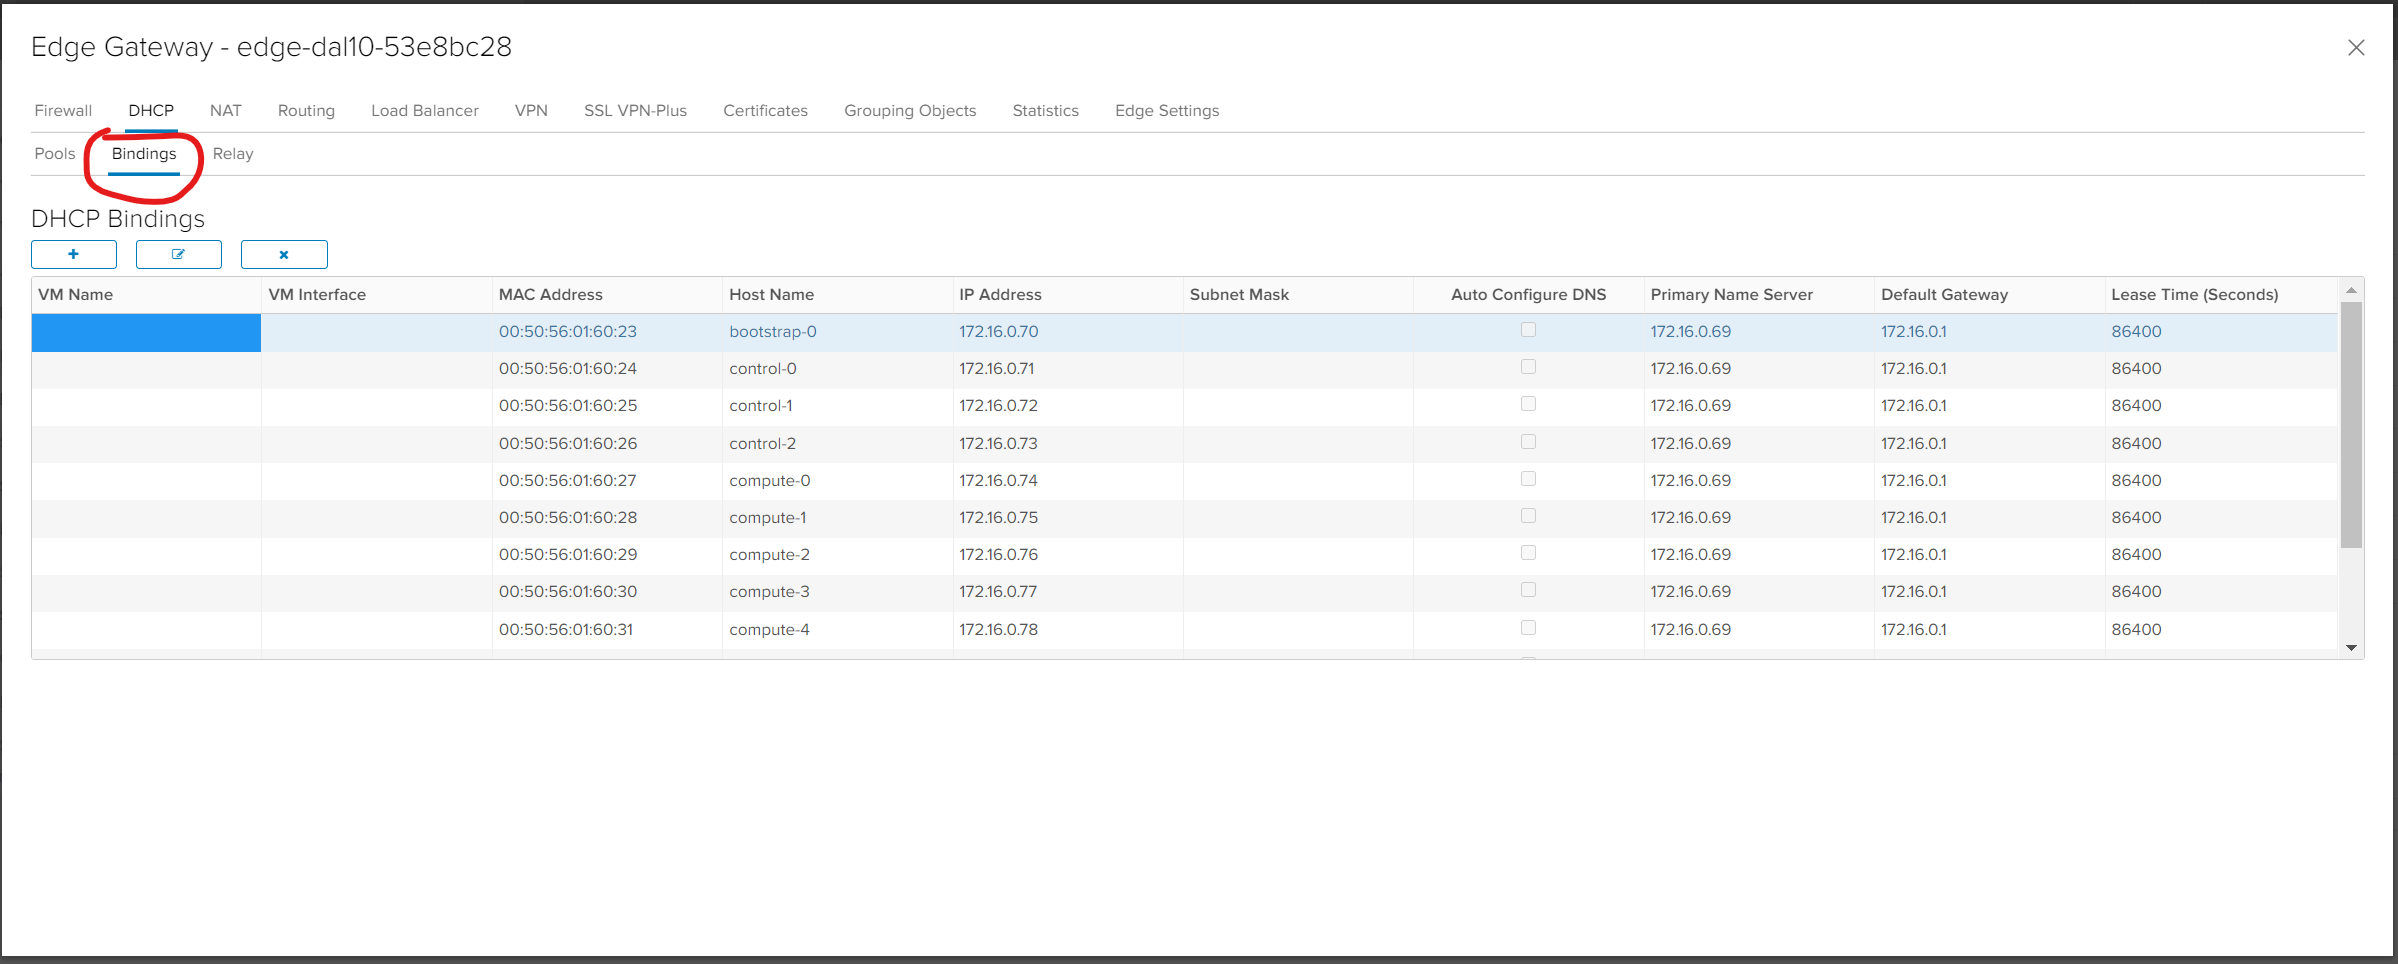 Edge Gateway - edge-dal10-53e8bc28
Firewall DHCP NAT Routing Load Balancer VPN SSL VPN-Plus Certificates Grouping Objects Statistics Edge Settings
Pools Bindings Relay
DHCP Bindings
VM Name VM Interface MAC Address Host Name IP Address Subnet Mask Auto Configure DNS Primary Name Server Default Gateway Lease Time (Seconds)
00:50:56:01:60:23 bootstrap-0 172.16.0.70 172.16.0.69 172.16.0.1 86400
00:50:56:01:60:24 control-0 172.16.0.71 172.16.0.69 172.16.0.1 86400
00:50:56:01:60:25 control-1 172.16.0.72 172.16.0.69 172.16.0.1 86400
00:50:56:01:60:26 control-2 172.16.0.73 172.16.0.69 172.16.0.1 86400
00:50:56:01:60:27 compute-0 172.16.0.74 172.16.0.69 172.16.0.1 86400
00:50:56:01:60:28 compute-1 172.16.0.75 172.16.0.69 172.16.0.1 86400
00:50:56:01:60:29 compute-2 172.16.0.76 172.16.0.69 172.16.0.1 86400
00:50:56:01:60:30 compute-3 172.16.0.77 172.16.0.69 172.16.0.1 86400
00:50:56:01:60:31 compute-4 172.16.0.78 172.16.0.69 172.16.0.1 86400